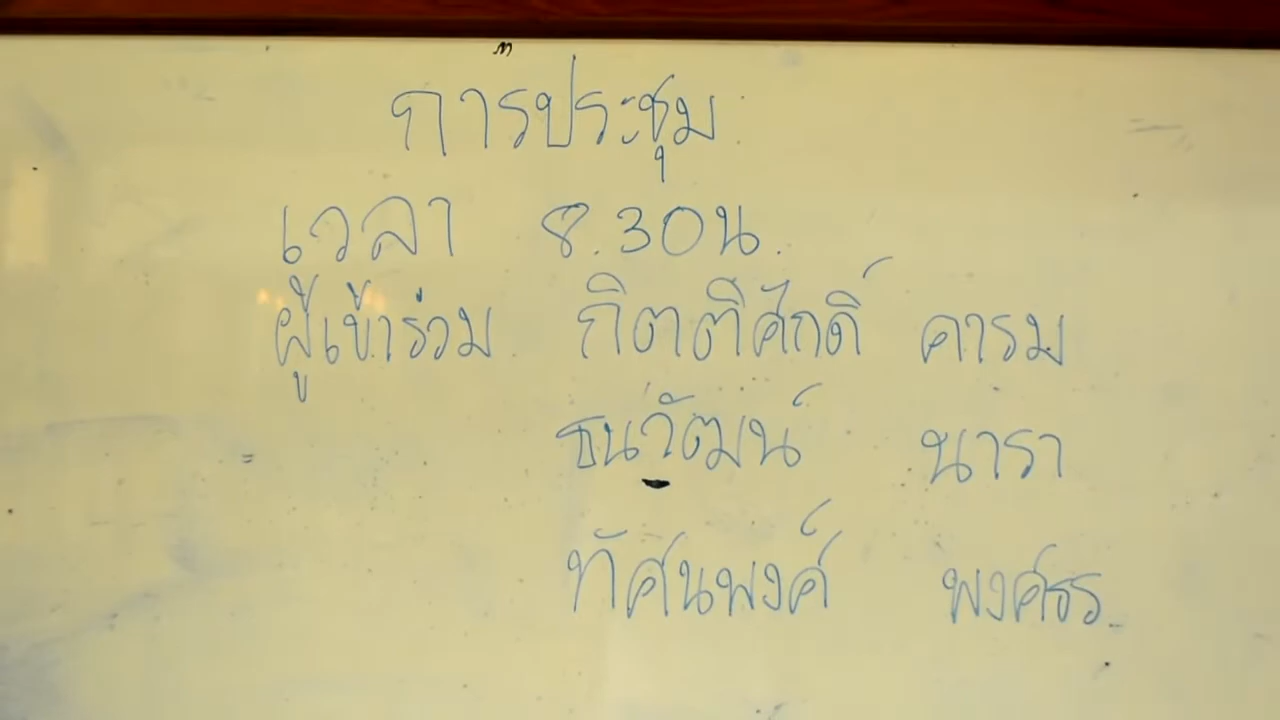 การประชุม
เวลา 8.30น.
ผู้เข้าร่วม กิตติศักดิ์ คารม
ธนวัฒน์ นารา
ทัศนพงค์ พงศธร